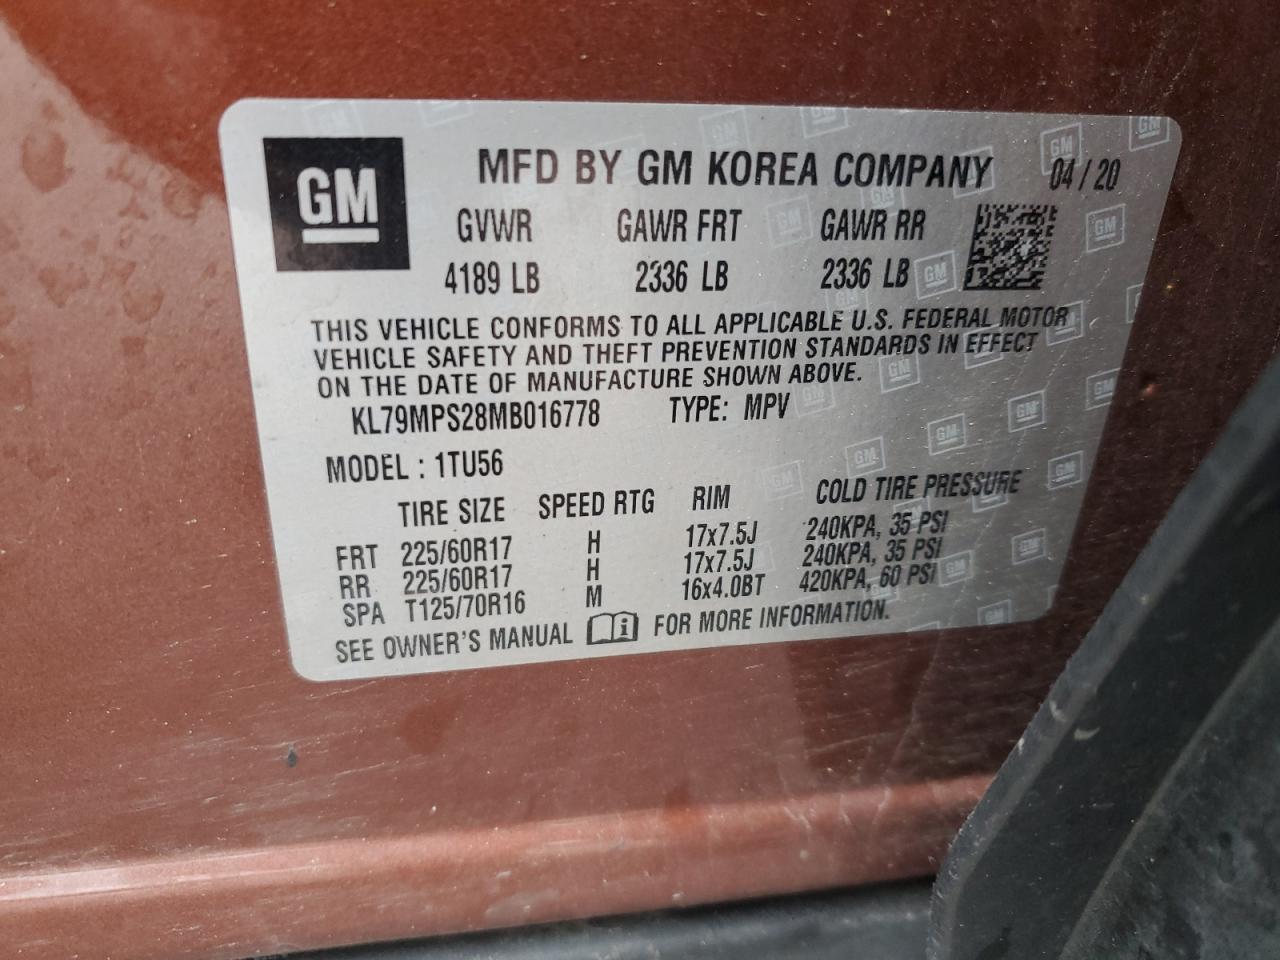 GM
MFD BY GM KOREA COMPANY 04 / 20
GVWR GAWR FRT GAWR RR
4189 LB 2336 LB 2336 LB
THIS VEHICLE CONFORMS TO ALL APPLICABLE U.S. FEDERAL MOTOR
VEHICLE SAFETY AND THEFT PREVENTION STANDARDS IN EFFECT
ON THE DATE OF MANUFACTURE SHOWN ABOVE.
KL79MPS28MB016778 TYPE: MPV
MODEL : 1TU56
TIRE SIZE SPEED RTG RIM COLD TIRE PRESSURE
FRT 225/60R17 H 17x7.5J 240KPA, 35 PSI
RR 225/60R17 H 17x7.5J 240KPA, 35 PSI
SPA T125/70R16 M 16x4.0BT 420KPA, 60 PSI
SEE OWNER'S MANUAL i FOR MORE INFORMATION.